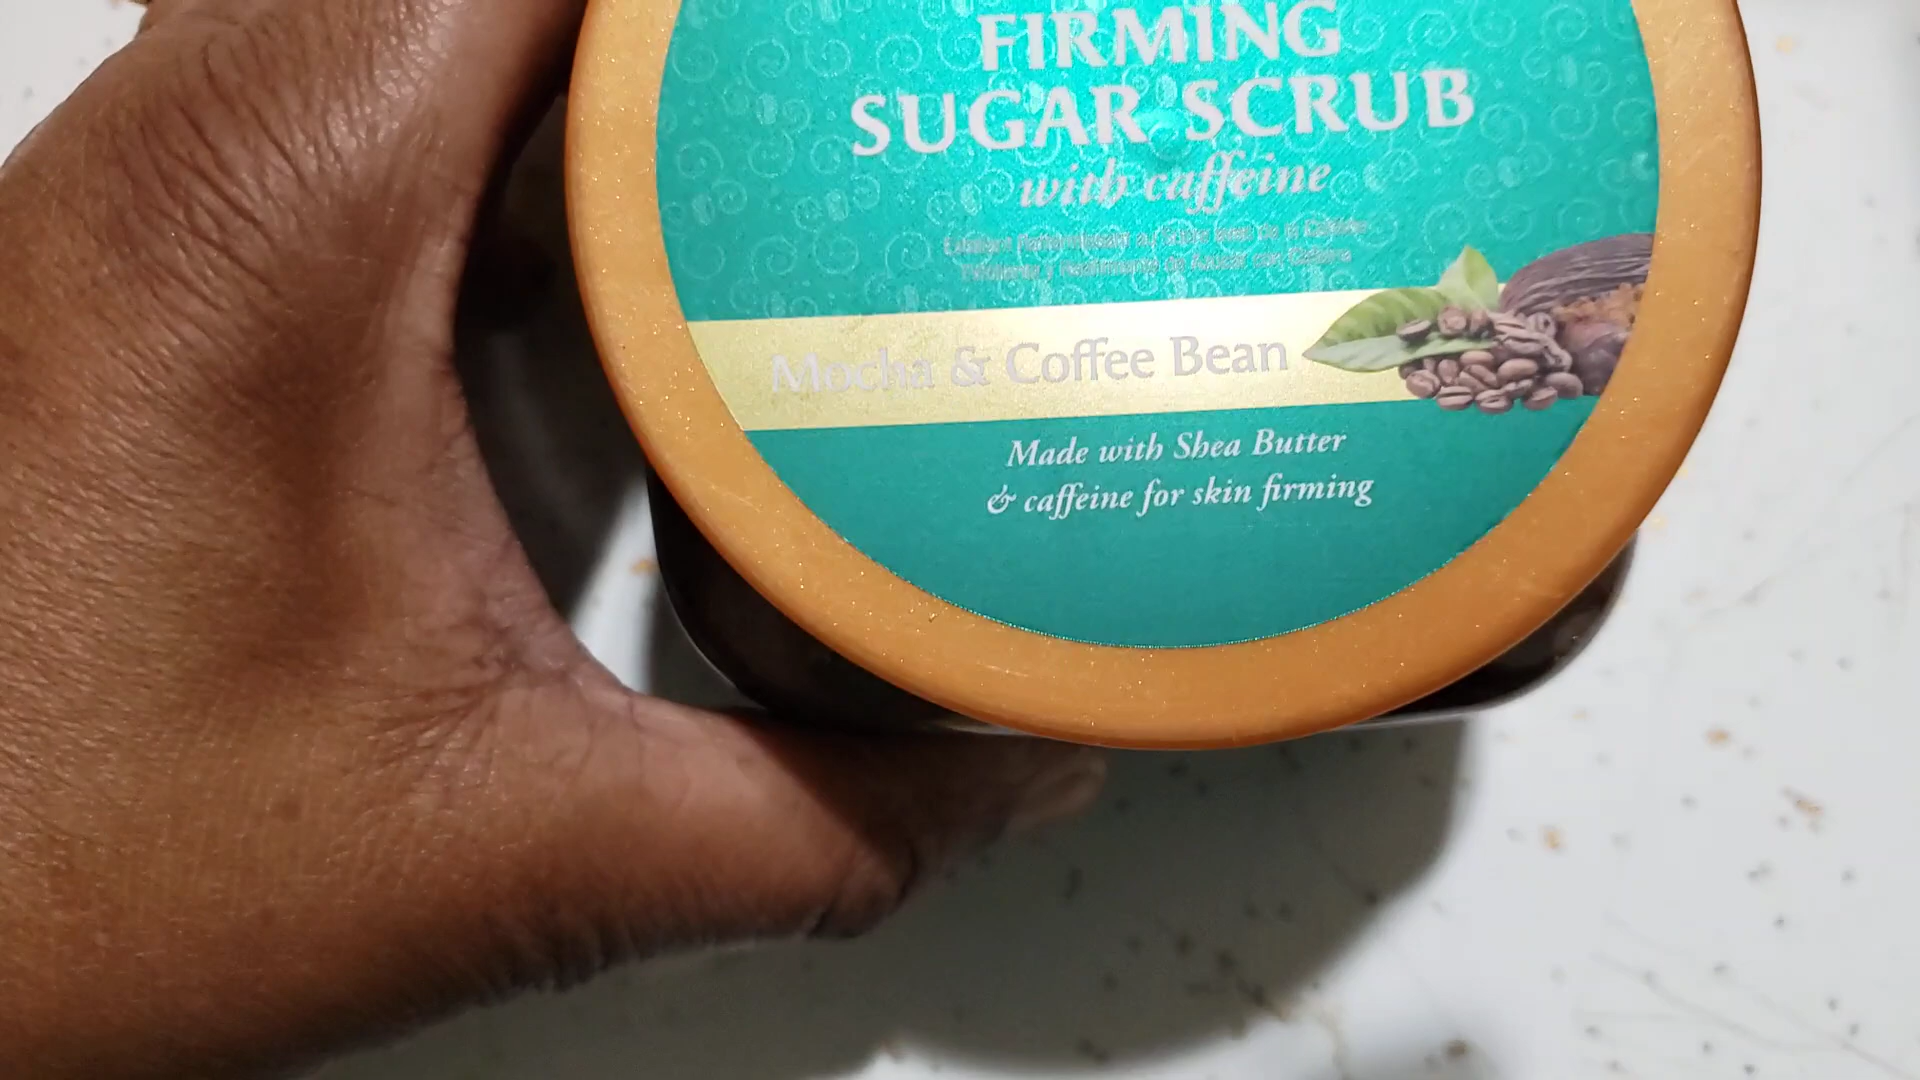 FIRMING
SUGAR SCRUB
with caffeine
Mocha & Coffee Bean
Made with Shea Butter
& caffeine for skin firming